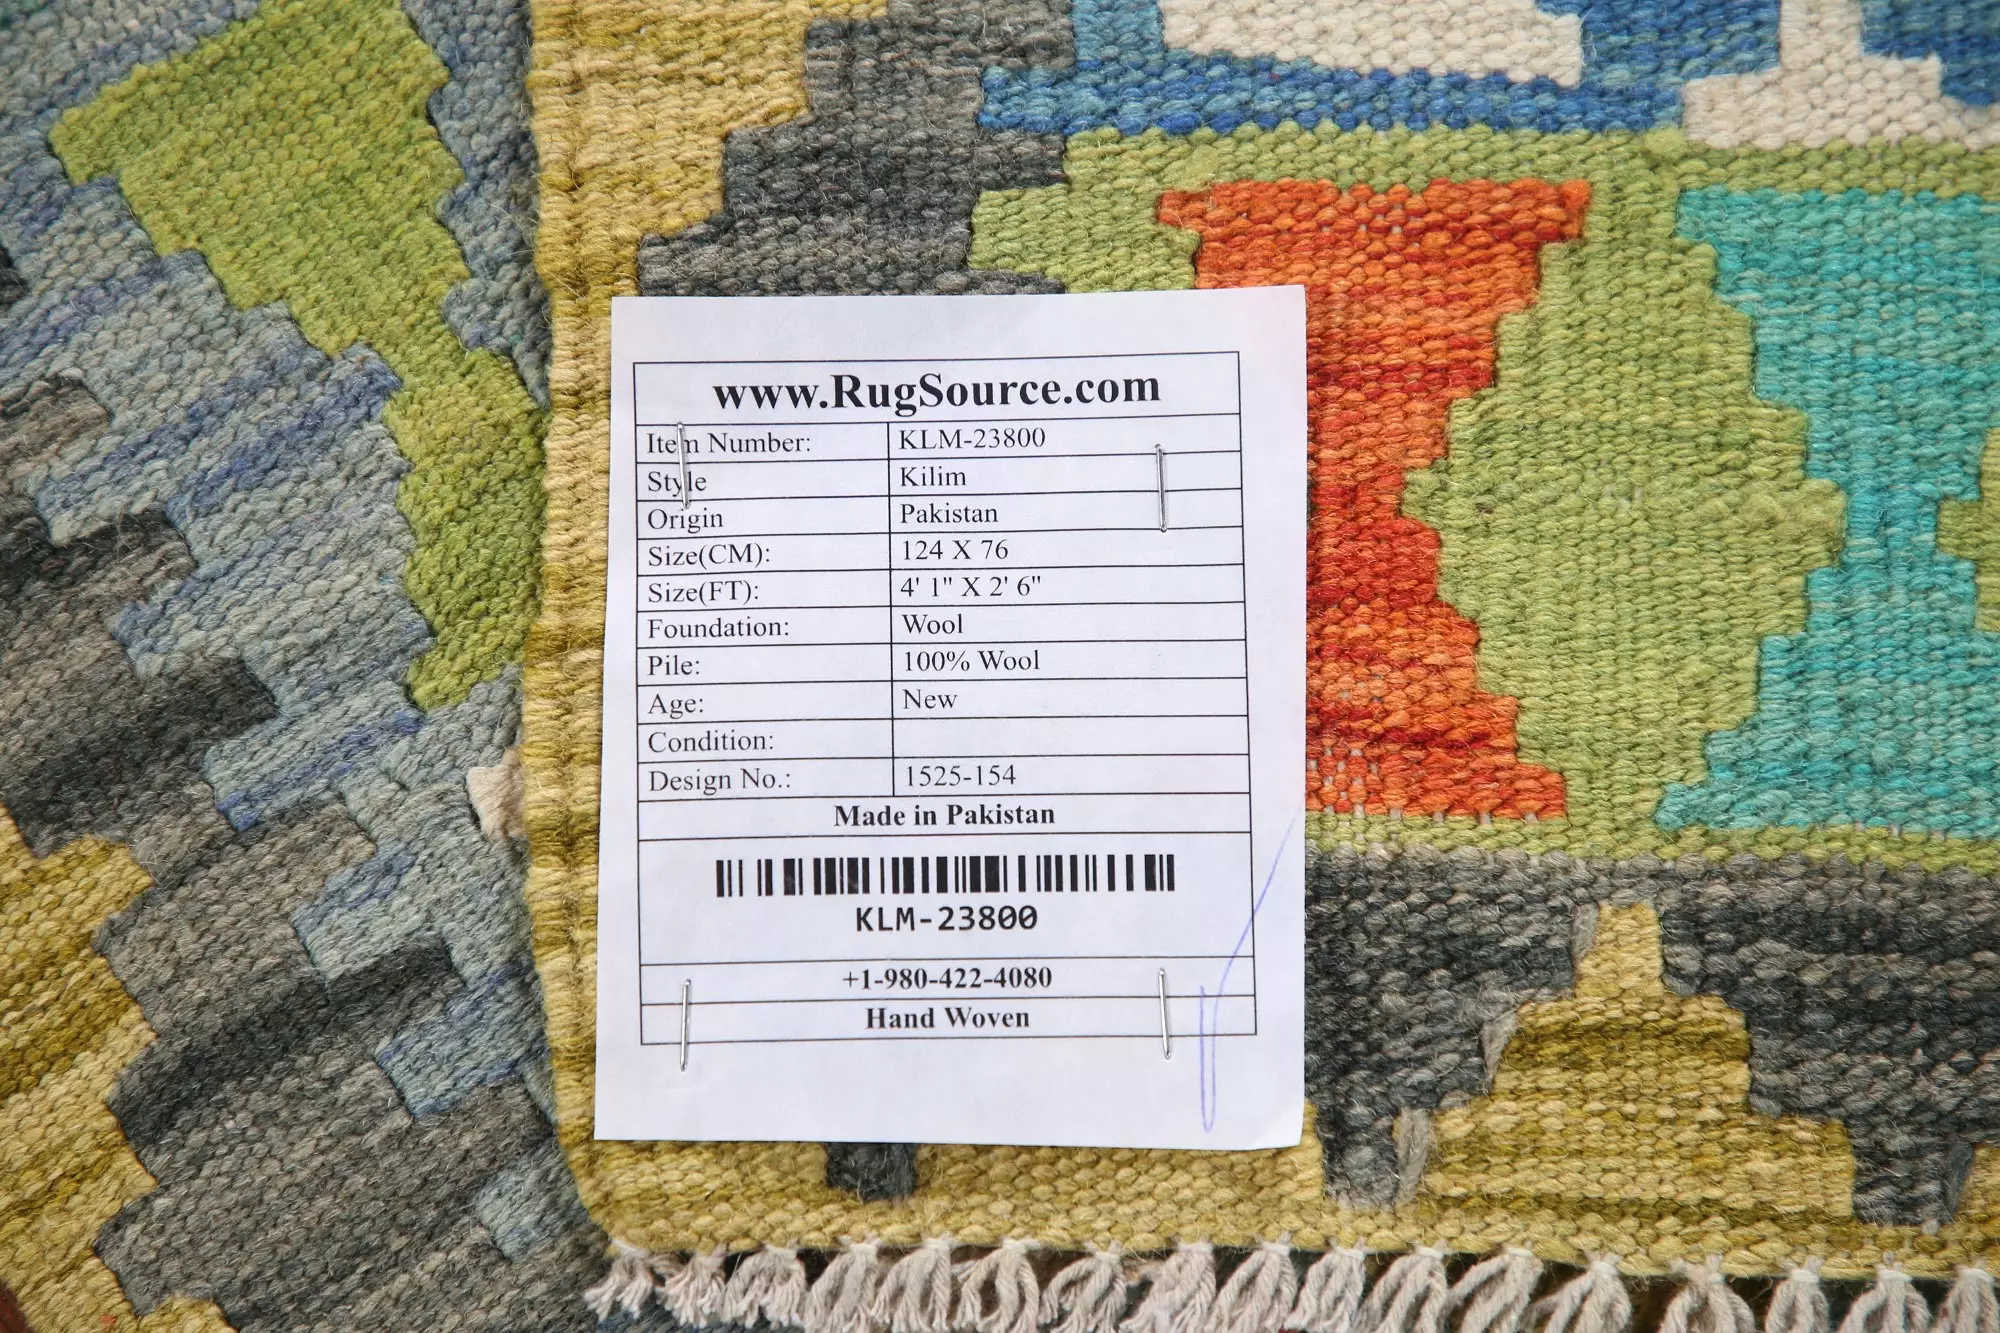 www.RugSource.com
Item Number: KLM-23800
Style Kilim
Origin Pakistan
Size(CM): 124 X 76
Size(FT): 4' 1" X 2' 6"
Foundation: Wool
Pile: 100% Wool
Age: New
Condition:
Design No.: 1525-154
Made in Pakistan
KLM-23800
+1-980-422-4080
Hand Woven